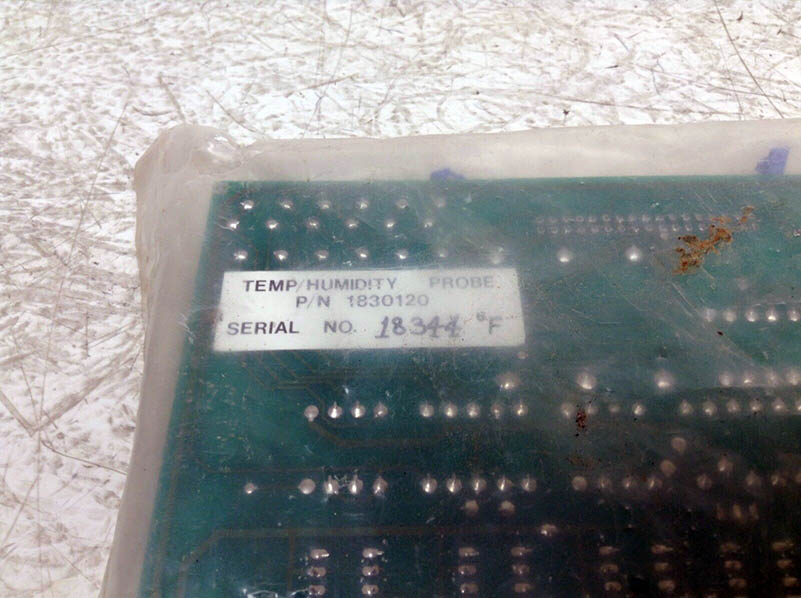 TEMP/HUMIDITY PROBE
P/N 1830120
SERIAL NO. 18344 °F